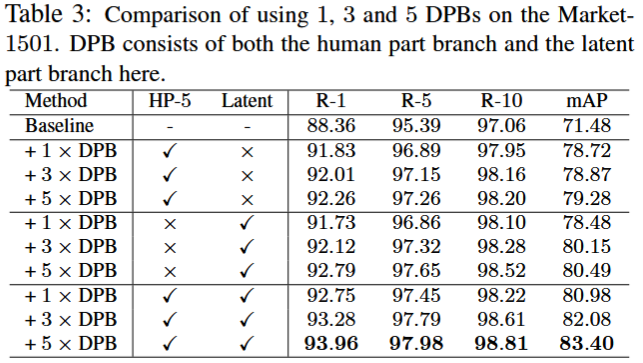 Table 3: Comparison of using 1, 3 and 5 DPBs on the Market-
1501. DPB consists of both the human part branch and the latent
part branch here.
Method HP-5 Latent R-1 R-5 R-10 mAP
Baseline - - 88.36 95.39 97.06 71.48
+ 1 × DPB ✓ × 91.83 96.89 97.95 78.72
+ 3 × DPB ✓ × 92.01 97.15 98.16 78.87
+ 5 × DPB ✓ × 92.26 97.26 98.20 79.28
+ 1 × DPB × ✓ 91.73 96.86 98.10 78.48
+ 3 × DPB × ✓ 92.12 97.32 98.28 80.15
+ 5 × DPB × ✓ 92.79 97.65 98.52 80.49
+ 1 × DPB ✓ ✓ 92.75 97.45 98.22 80.98
+ 3 × DPB ✓ ✓ 93.28 97.79 98.61 82.08
+ 5 × DPB ✓ ✓ 93.96 97.98 98.81 83.40